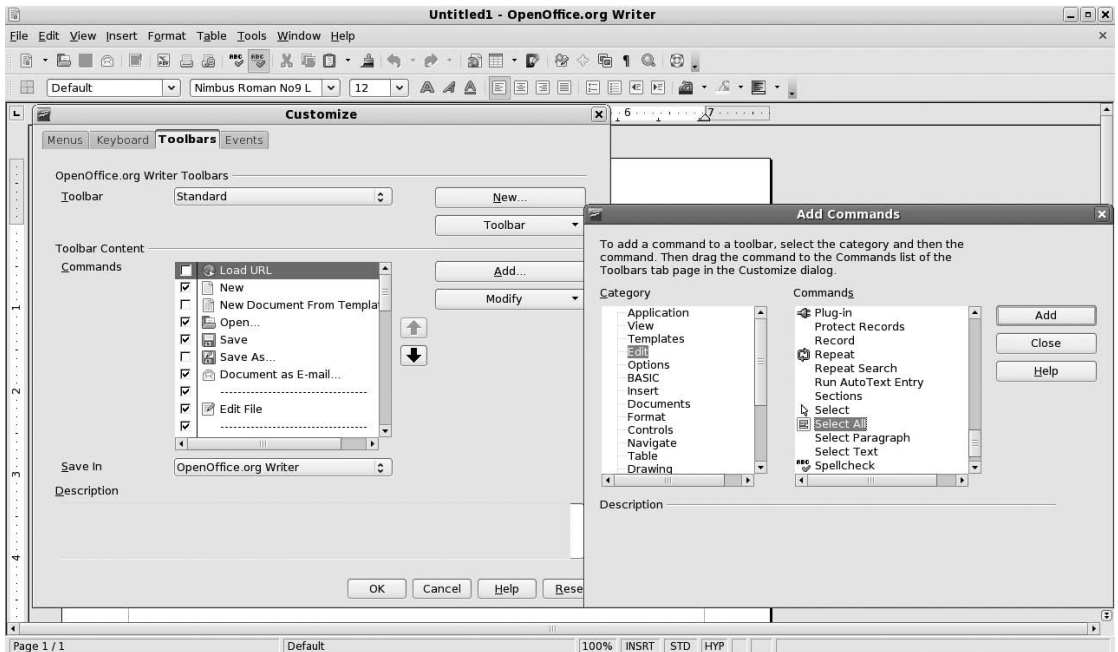 Untitled1 - OpenOffice.org Writer
File Edit View Insert Format Table Tools Window Help
Default Nimbus Roman No9 L 12
Customize
6 7
Menus Keyboard Toolbars Events
OpenOffice.org Writer Toolbars
Toolbar Standard New...
Toolbar
Toolbar Content
Commands
Load URL
New
New Document From Templa
Open...
Save
Save As...
Document as E-mail...
Edit File
Add...
Modify
Save In OpenOffice.org Writer
Description
OK Cancel Help Rese
Add Commands
To add a command to a toolbar, select the category and then the
command. Then drag the command to the Commands list of the
Toolbars tab page in the Customize dialog.
Category
Application
View
Templates
Edit
Options
BASIC
Insert
Documents
Format
Controls
Navigate
Table
Drawing
Commands
Plug-in
Protect Records
Record
Repeat
Repeat Search
Run AutoText Entry
Sections
Select
Select All
Select Paragraph
Select Text
Spellcheck
Add
Close
Help
Description
1
2
3
4
Page 1 / 1 Default 100% INSRT STD HYP